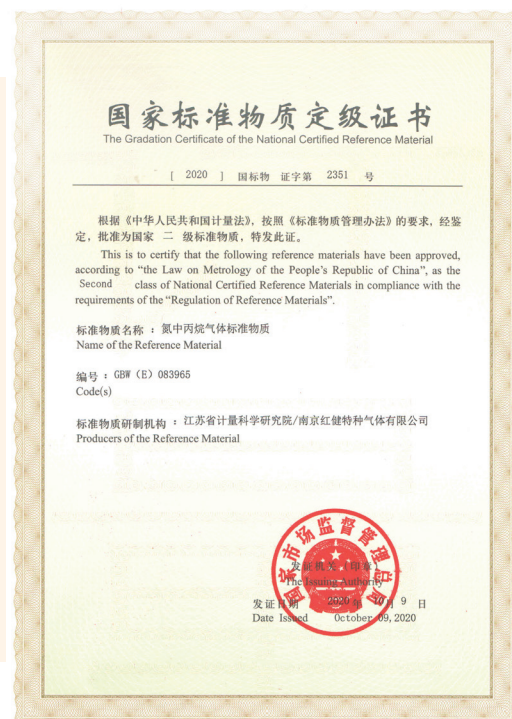 国家标准物质定级证书
The Gradation Certificate of the National Certified Reference Material
[ 2020 ] 国标物 证字第 2351 号
根据《中华人民共和国计量法》，按照《标准物质管理办法》的要求，经鉴
定，批准为国家 二 级标准物质，特发此证。
This is to certify that the following reference materials have been approved,
according to “the Law on Metrology of the People’s Republic of China”, as the
Second class of National Certified Reference Materials in compliance with the
requirements of the “Regulation of Reference Materials”.
标准物质名称 ：氮中丙烷气体标准物质
Name of the Reference Material
编号：GBW（E）083965
Code(s)
标准物质研制机构 ：江苏省计量科学研究院/南京红健特种气体有限公司
Producers of the Reference Material
国家市场监督管理总局
发证机关（印章）
The Issuing Authority
发证日期 2020 年 10 月 9 日
Date Issued October 09, 2020